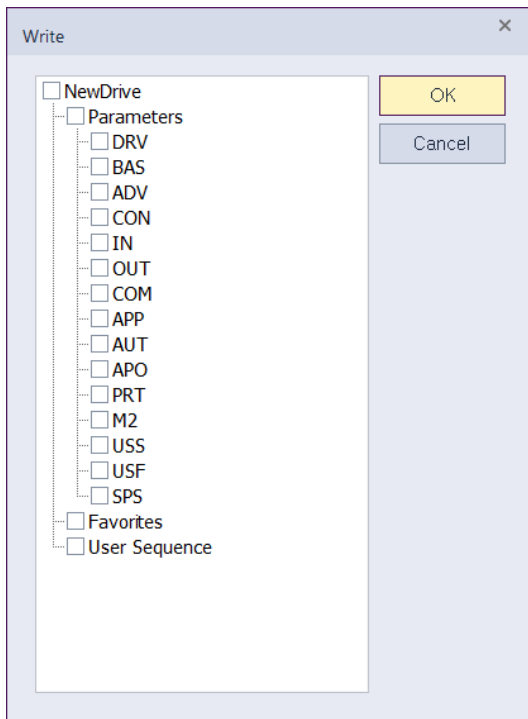 Write
NewDrive
OK
Parameters
DRV
Cancel
BAS
ADV
CON
IN
OUT
COM
APP
AUT
APO
PRT
M2
USS
USF
SPS
Favorites
User Sequence